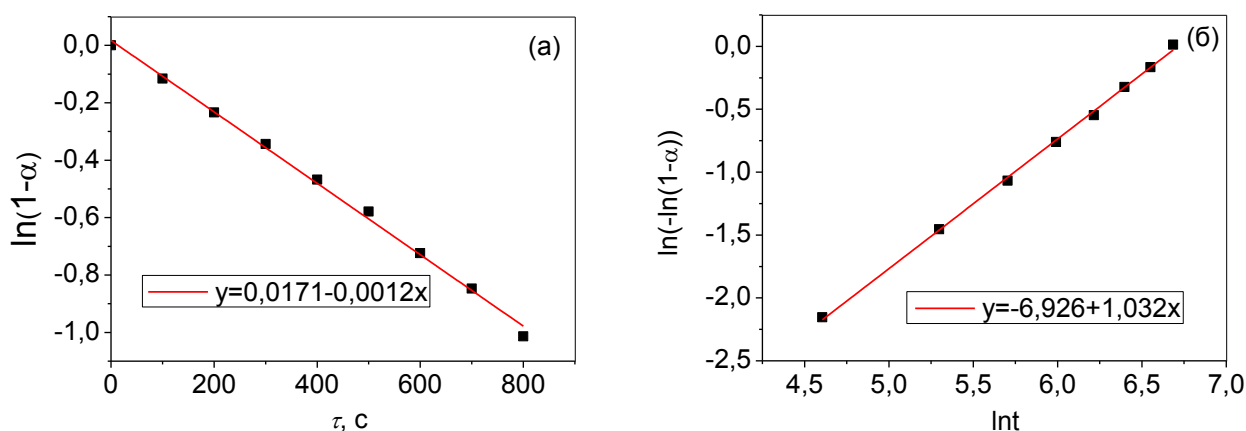 (а)
0,0
-0,2
-0,4
-0,6
-0,8
-1,0
ln(1-α)
y=0,0171-0,0012x
0 200 400 600 800
τ, с
(б)
0,0
-0,5
-1,0
-1,5
-2,0
-2,5
ln(-ln(1-α))
y=-6,926+1,032x
4,5 5,0 5,5 6,0 6,5 7,0
lnt